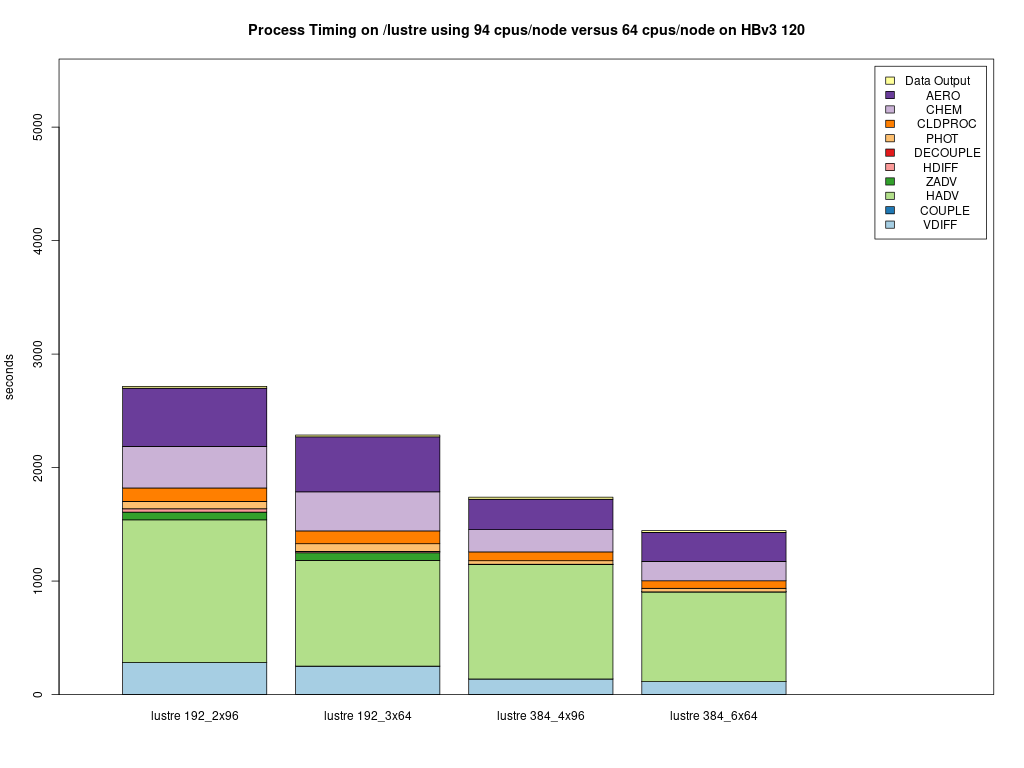 Process Timing on /lustre using 94 cpus/node versus 64 cpus/node on HBv3 120
Data Output
AERO
CHEM
CLDPROC
PHOT
DECOUPLE
HDIFF
ZADV
HADV
COUPLE
VDIFF
seconds
5000
4000
3000
2000
1000
0
lustre 192_2x96
lustre 192_3x64
lustre 384_4x96
lustre 384_6x64